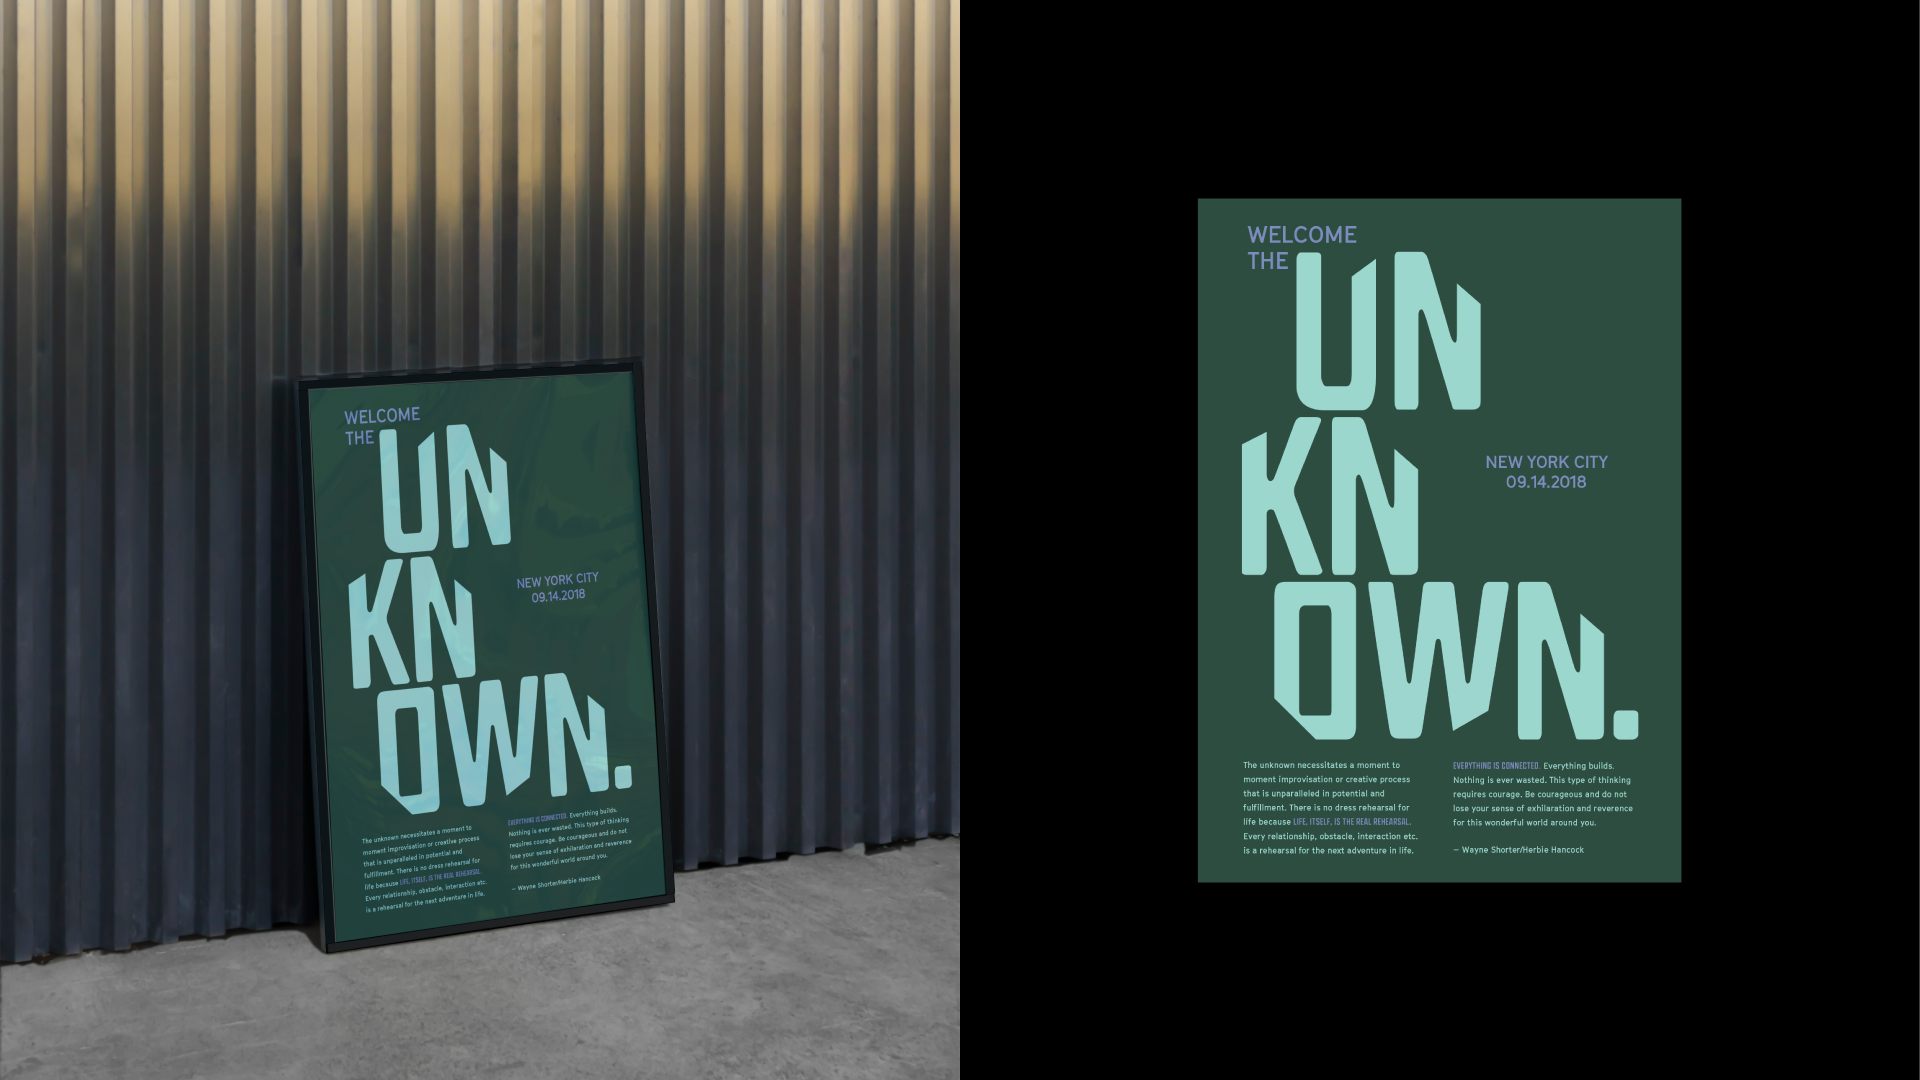 WELCOME
THE
UN
KN
OWN.
NEW YORK CITY
09.14.2018
The unknown necessitates a moment to
moment improvisation or creative process
that is unparalleled in potential and
fulfillment. There is no dress rehearsal for
life because LIFE, ITSELF, IS THE REAL REHEARSAL.
Every relationship, obstacle, interaction etc.
is a rehearsal for the next adventure in life.
EVERYTHING IS CONNECTED. Everything builds.
Nothing is ever wasted. This type of thinking
requires courage. Be courageous and do not
lose your sense of exhilaration and reverence
for this wonderful world around you.
– Wayne Shorter/Herbie Hancock
WELCOME
THE
UN
KN
OWN.
NEW YORK CITY
09.14.2018
The unknown necessitates a moment to
moment improvisation or creative process
that is unparalleled in potential and
fulfillment. There is no dress rehearsal for
life because LIFE, ITSELF, IS THE REAL REHEARSAL.
Every relationship, obstacle, interaction etc.
is a rehearsal for the next adventure in life.
EVERYTHING IS CONNECTED. Everything builds.
Nothing is ever wasted. This type of thinking
requires courage. Be courageous and do not
lose your sense of exhilaration and reverence
for this wonderful world around you.
– Wayne Shorter/Herbie Hancock